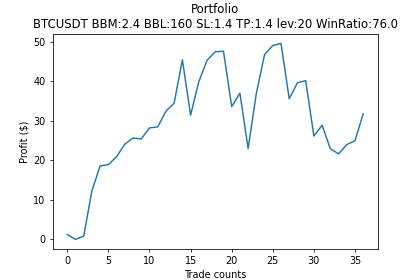 Portfolio
BTCUSDT BBM:2.4 BBL:160 SL:1.4 TP:1.4 lev:20 WinRatio:76.0
50
40
30
20
10
0
Profit ($)
0 5 10 15 20 25 30 35
Trade counts